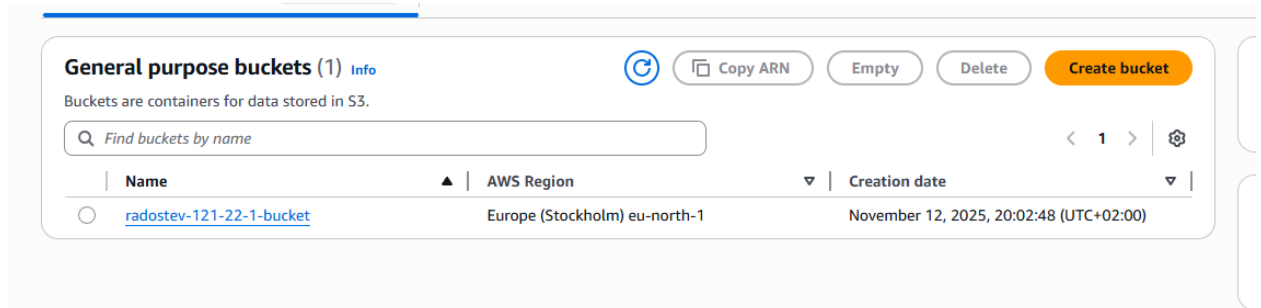 General purpose buckets (1) Info
Copy ARN
Empty
Delete
Create bucket
Buckets are containers for data stored in S3.
Find buckets by name
1
Name
AWS Region
Creation date
radostev-121-22-1-bucket
Europe (Stockholm) eu-north-1
November 12, 2025, 20:02:48 (UTC+02:00)